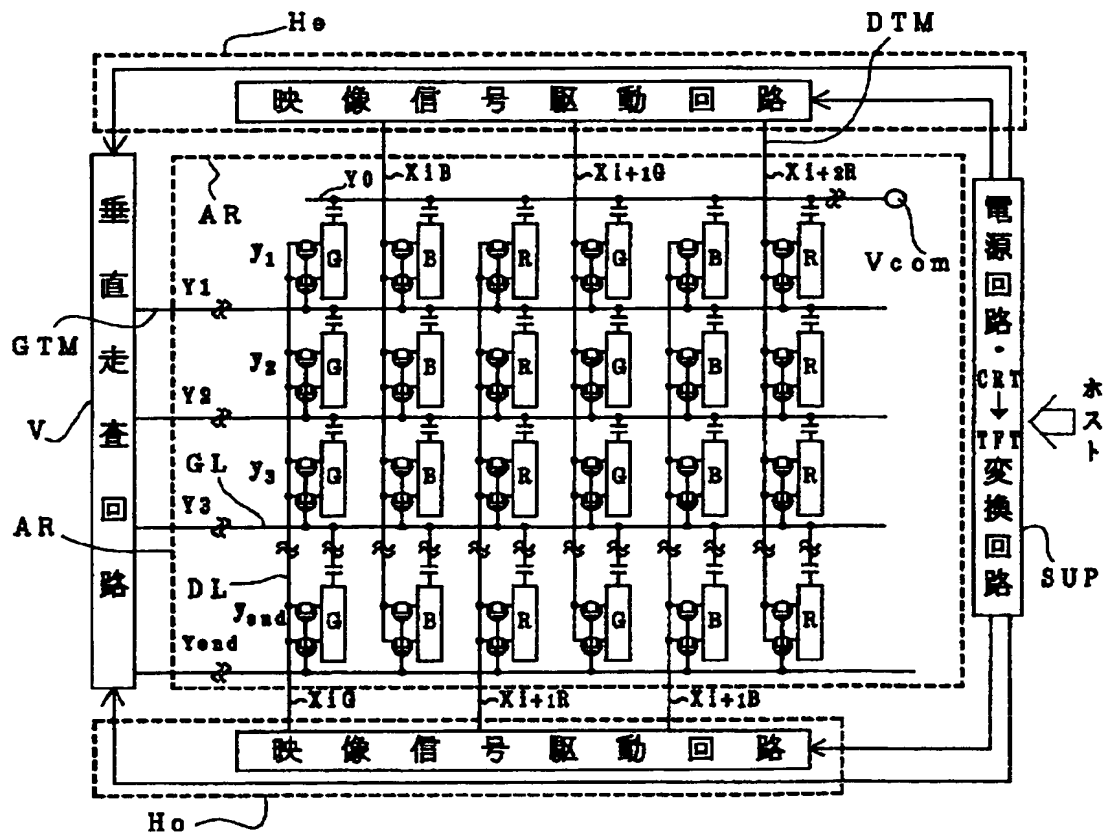 He
DTM
映像信号駆動回路
XiB
Xi+1G
Xi+2R
Y0
AR
Vcom
垂直走査回路
y1
G
B
R
G
B
R
Y1
GTM
y2
G
B
R
G
B
R
Y2
V
y3
G
B
R
G
B
R
GL
Y3
AR
DL
yend
G
B
R
G
B
R
Yend
XiG
Xi+1R
Xi+1B
映像信号駆動回路
Ho
電源回路・CRT→TFT変換回路
ホスト
SUP